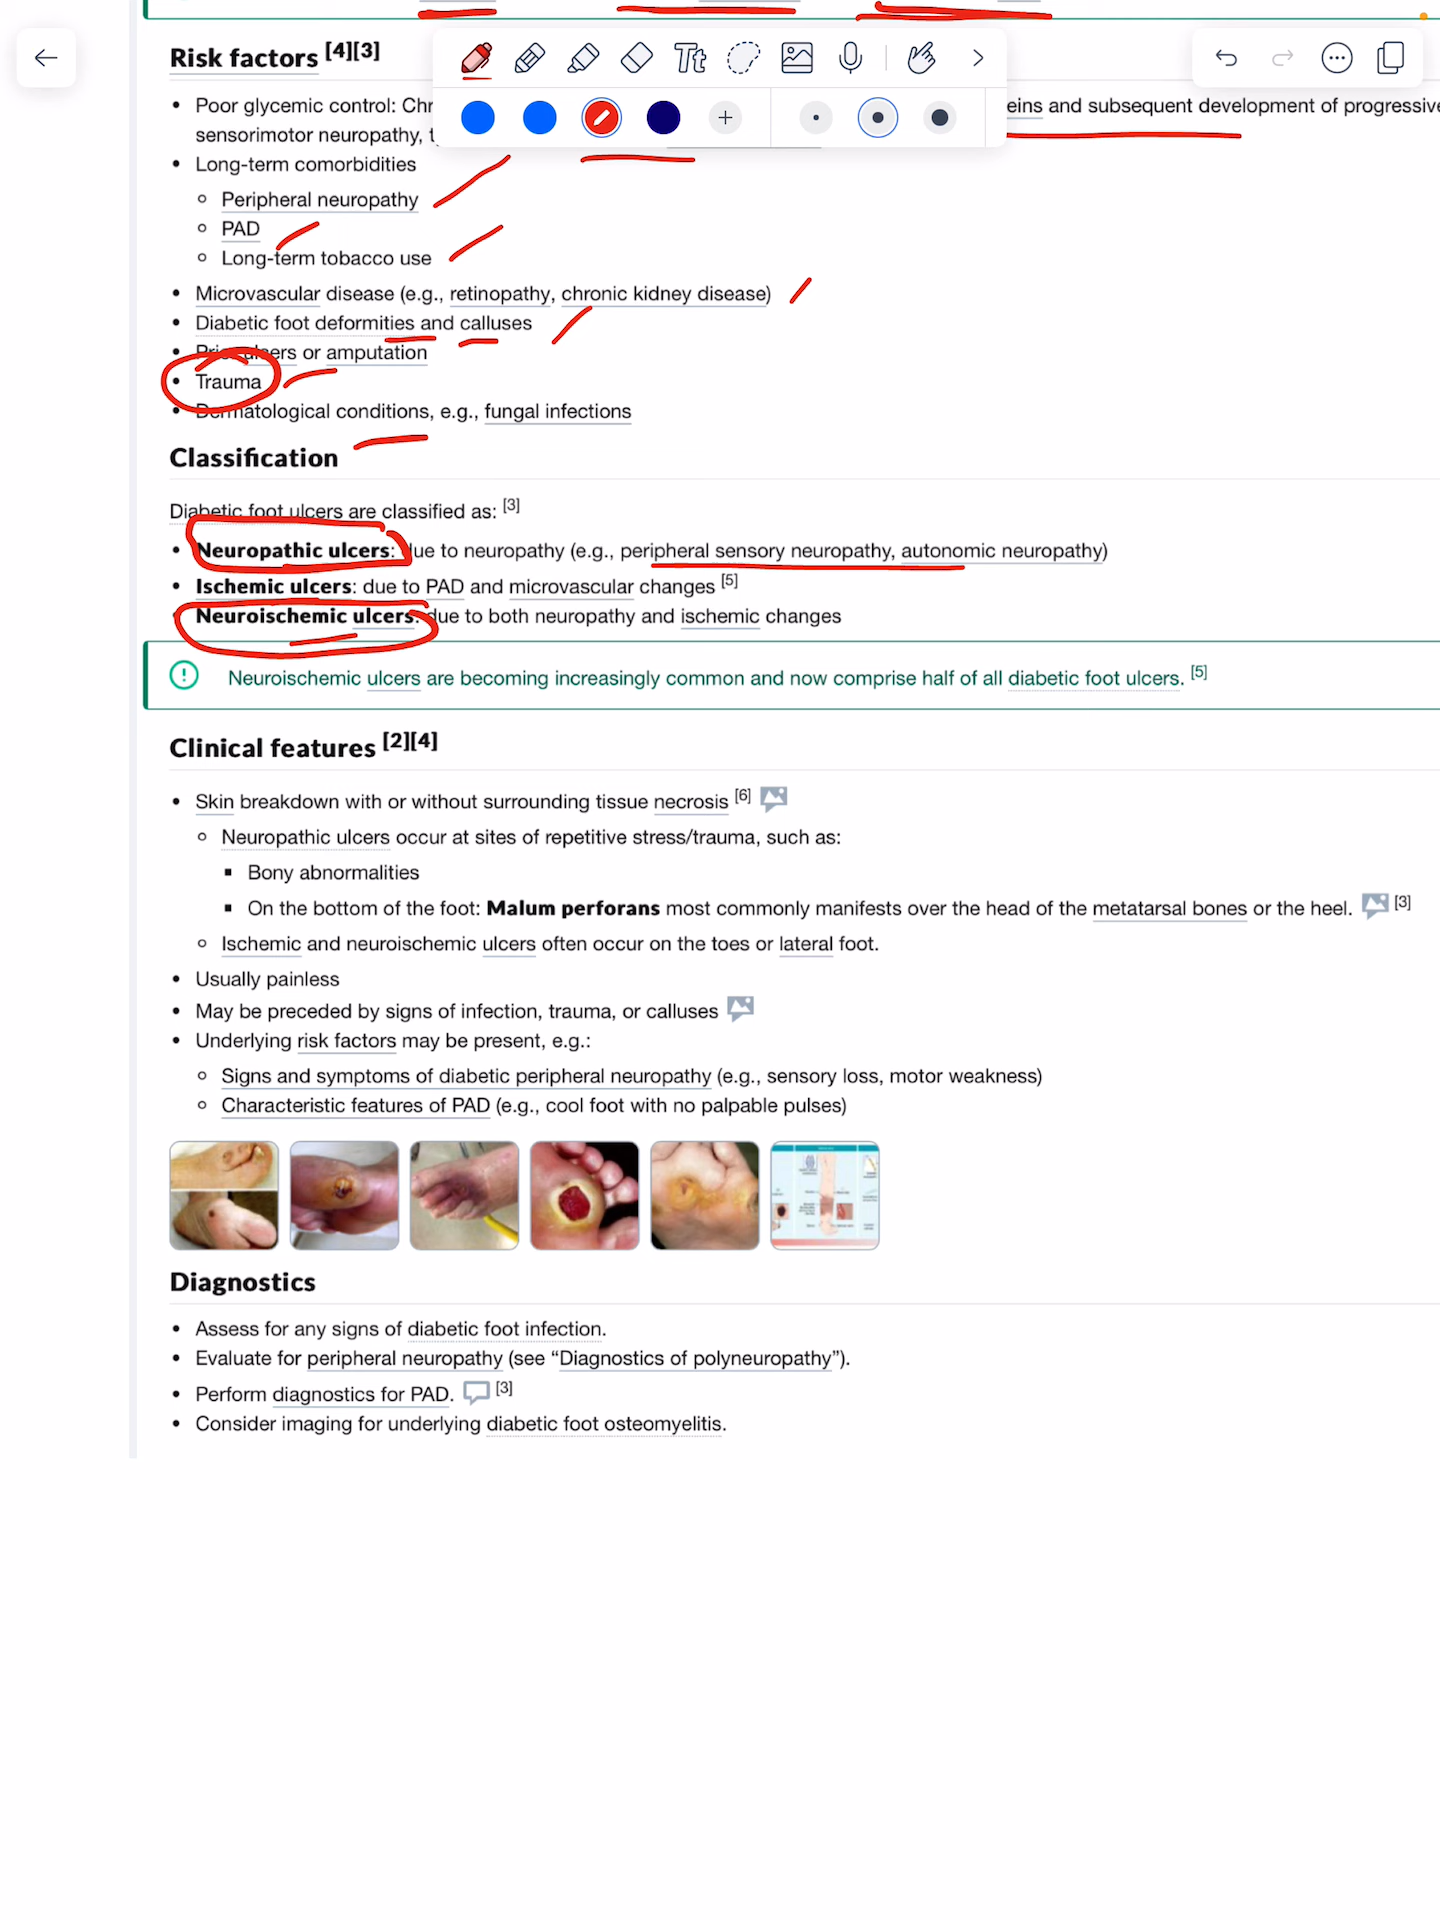 Risk factors [4][3]
Tt
• Poor glycemic control: Chr
eins and subsequent development of progressive
sensorimotor neuropathy,
• Long-term comorbidities
Peripheral neuropathy
PAD
Long-term tobacco use
• Microvascular disease (e.g., retinopathy, chronic kidney disease)
• Diabetic foot deformities and calluses
• Prior ulcers or amputation
• Trauma
• Dermatological conditions, e.g., fungal infections
Classification
Diabetic foot ulcers are classified as: [3]
• Neuropathic ulcers: due to neuropathy (e.g., peripheral sensory neuropathy, autonomic neuropathy)
• Ischemic ulcers: due to PAD and microvascular changes [5]
• Neuroischemic ulcers: due to both neuropathy and ischemic changes
Neuroischemic ulcers are becoming increasingly common and now comprise half of all diabetic foot ulcers. [5]
Clinical features [2][4]
• Skin breakdown with or without surrounding tissue necrosis [6]
Neuropathic ulcers occur at sites of repetitive stress/trauma, such as:
▪ Bony abnormalities
▪ On the bottom of the foot: Malum perforans most commonly manifests over the head of the metatarsal bones or the heel. [3]
Ischemic and neuroischemic ulcers often occur on the toes or lateral foot.
• Usually painless
• May be preceded by signs of infection, trauma, or calluses
• Underlying risk factors may be present, e.g.:
Signs and symptoms of diabetic peripheral neuropathy (e.g., sensory loss, motor weakness)
Characteristic features of PAD (e.g., cool foot with no palpable pulses)
Diagnostics
• Assess for any signs of diabetic foot infection.
• Evaluate for peripheral neuropathy (see “Diagnostics of polyneuropathy”).
• Perform diagnostics for PAD. [3]
• Consider imaging for underlying diabetic foot osteomyelitis.